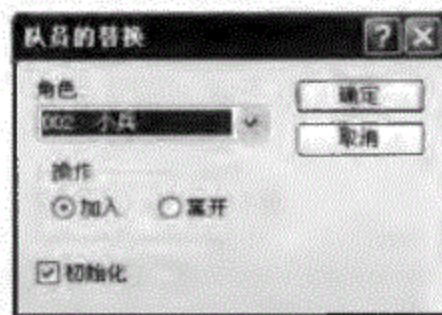 队员的替换
角色
002 小兵
确定
取消
操作
加入 离开
初始化